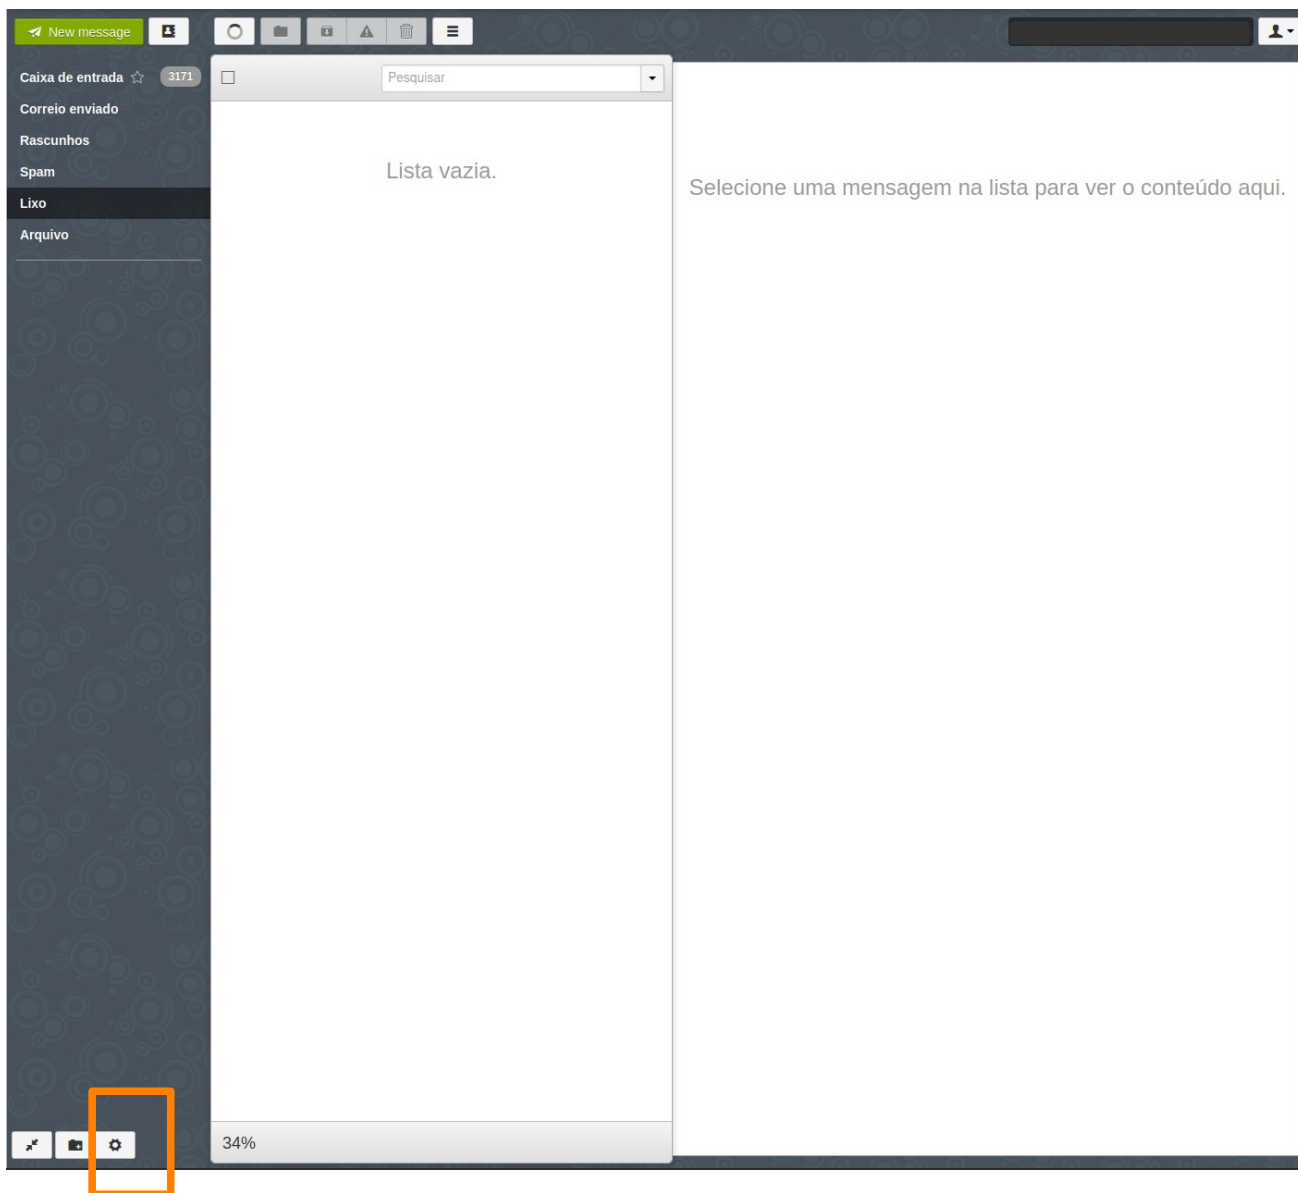 New message
Caixa de entrada 3171
Correio enviado
Rascunhos
Spam
Lixo
Arquivo
Pesquisar
Lista vazia.
34%
Selecione uma mensagem na lista para ver o conteúdo aqui.